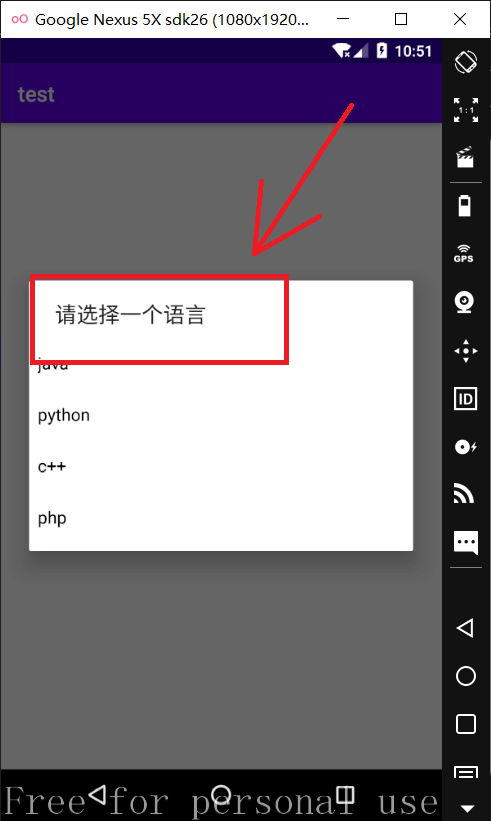 Google Nexus 5X sdk26 (1080x1920...
10:51
test
1:1
GPS
请选择一个语言
java
python
c++
php
ID
Free for personal use